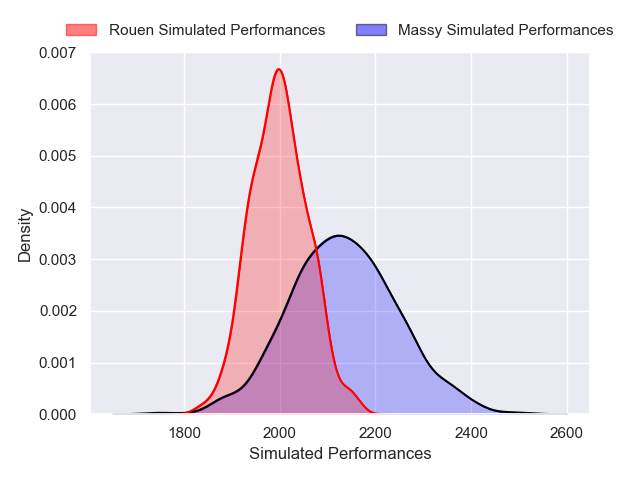 Rouen Simulated Performances Massy Simulated Performances
0.007
0.006
0.005
0.004
0.003
0.002
0.001
0.000
Density
1800 2000 2200 2400 2600
Simulated Performances